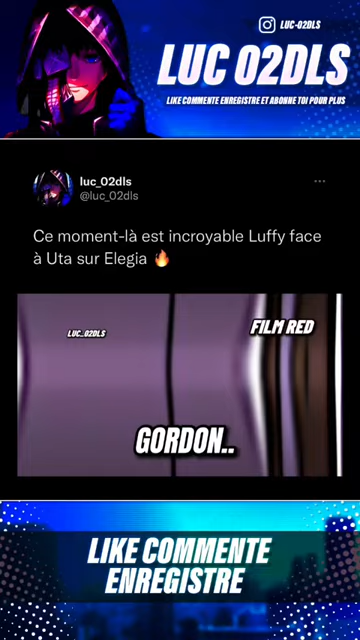 LUC-02DLS
LUC 02DLS
LIKE COMMENTE ENREGISTRE ET ABONNE TOI POUR PLUS
luc_02dls
@luc_02dls
Ce moment-là est incroyable Luffy face
à Uta sur Elegia 🔥
FILM RED
LUC_02DLS
GORDON..
LIKE COMMENTE
ENREGISTRE